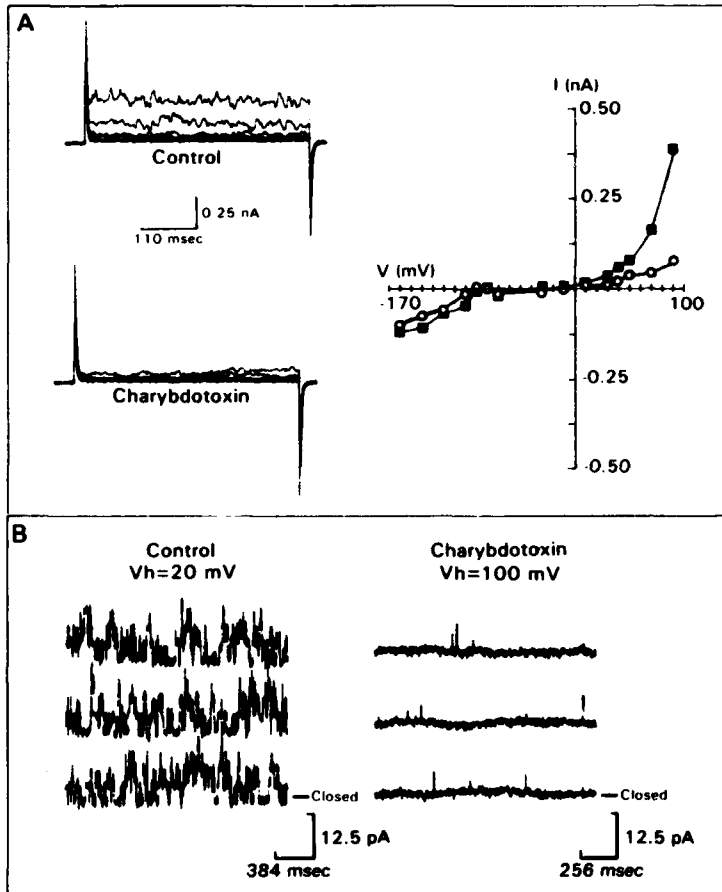 A
Control
0.25 nA
110 msec
Charybdotoxin
I (nA)
0.50
0.25
V (mV)
-170
100
-0.25
-0.50
B
Control
Vh=20 mV
Charybdotoxin
Vh=100 mV
Closed
Closed
12.5 pA
12.5 pA
384 msec
256 msec